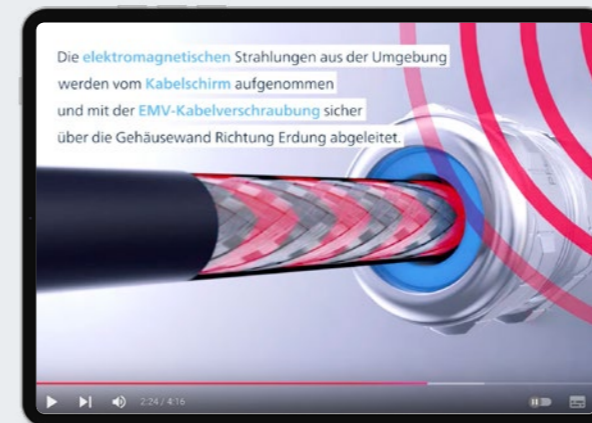 Die elektromagnetischen Strahlungen aus der Umgebung
werden vom Kabelschirm aufgenommen
und mit der EMV-Kabelverschraubung sicher
über die Gehäusewand Richtung Erdung abgeleitet.
2:24 / 4:16